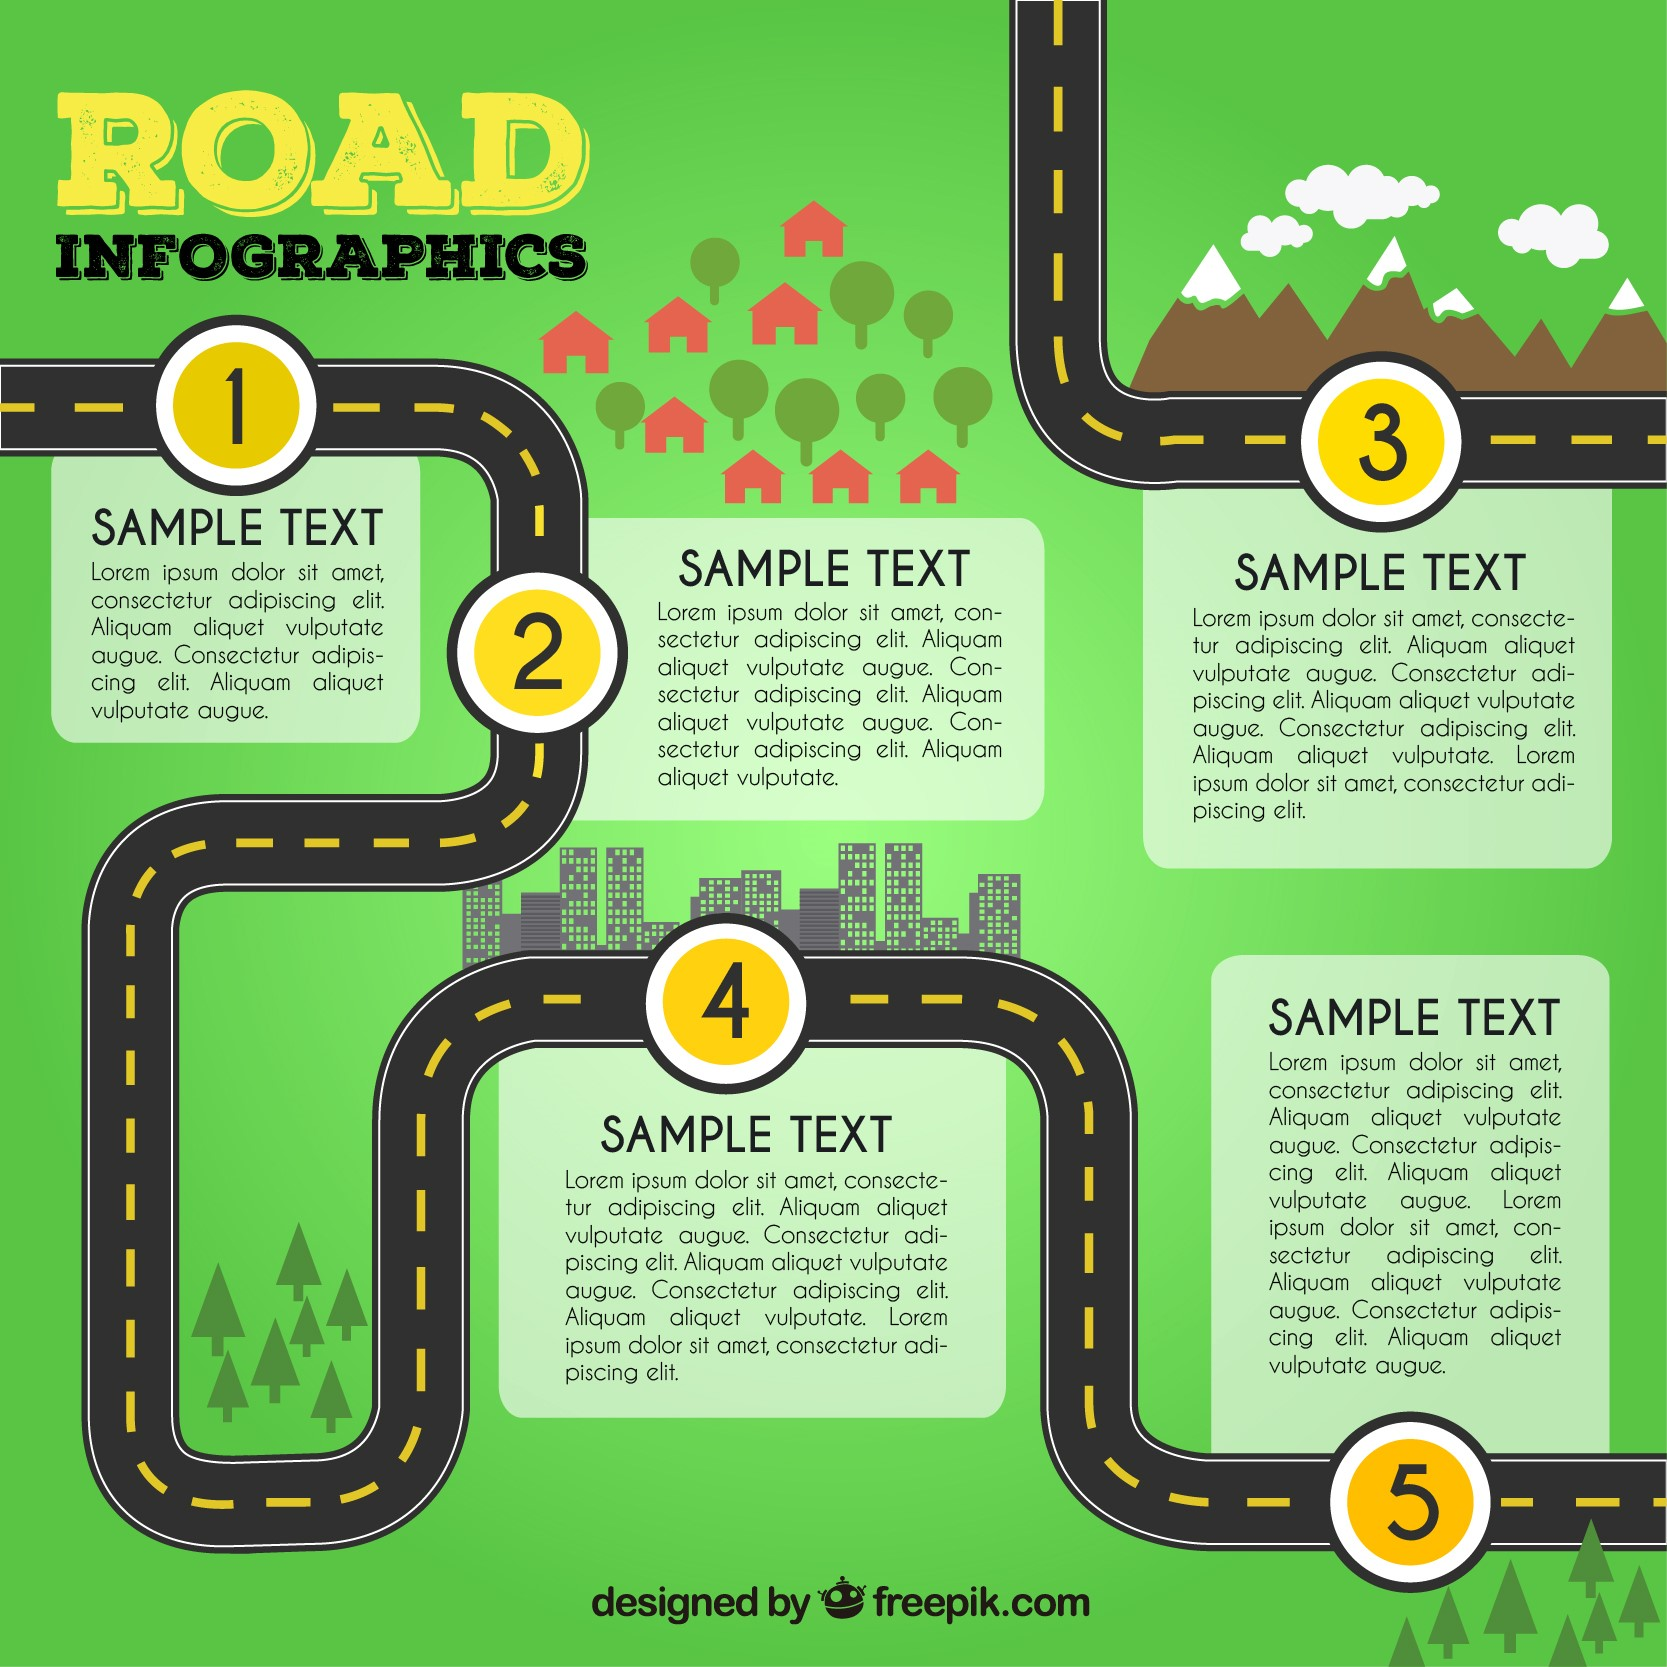 ROAD
INFOGRAPHICS
1
SAMPLE TEXT
Lorem ipsum dolor sit amet,
consectetur adipiscing elit.
Aliquam aliquet vulputate
augue. Consectetur adipis-
cing elit. Aliquam aliquet
vulputate augue.
2
SAMPLE TEXT
Lorem ipsum dolor sit amet, con-
sectetur adipiscing elit. Aliquam
aliquet vulputate augue. Con-
sectetur adipiscing elit. Aliquam
aliquet vulputate augue. Con-
sectetur adipiscing elit. Aliquam
aliquet vulputate.
3
SAMPLE TEXT
Lorem ipsum dolor sit amet, consecte-
tur adipiscing elit. Aliquam aliquet
vulputate augue. Consectetur adi-
piscing elit. Aliquam aliquet vulputate
augue. Consectetur adipiscing elit.
Aliquam aliquet vulputate. Lorem
ipsum dolor sit amet, consectetur adi-
piscing elit.
4
SAMPLE TEXT
Lorem ipsum dolor sit amet, consecte-
tur adipiscing elit. Aliquam aliquet
vulputate augue. Consectetur adi-
piscing elit. Aliquam aliquet vulputate
augue. Consectetur adipiscing elit.
Aliquam aliquet vulputate. Lorem
ipsum dolor sit amet, consectetur adi-
piscing elit.
SAMPLE TEXT
Lorem ipsum dolor sit amet,
consectetur adipiscing elit.
Aliquam aliquet vulputate
augue. Consectetur adipis-
cing elit. Aliquam aliquet
vulputate augue. Lorem
ipsum dolor sit amet, con-
sectetur adipiscing elit.
Aliquam aliquet vulputate
augue. Consectetur adipis-
cing elit. Aliquam aliquet
vulputate augue.
5
designed by freepik.com